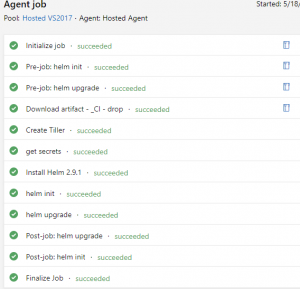 Agent job
Started: 5/18/
Pool: Hosted VS2017 · Agent: Hosted Agent
Initialize job · succeeded
Pre-job: helm init · succeeded
Pre-job: helm upgrade · succeeded
Download artifact - _CI - drop · succeeded
Create Tiller · succeeded
get secrets · succeeded
Install Helm 2.9.1 · succeeded
helm init · succeeded
helm upgrade · succeeded
Post-job: helm upgrade · succeeded
Post-job: helm init · succeeded
Finalize Job · succeeded